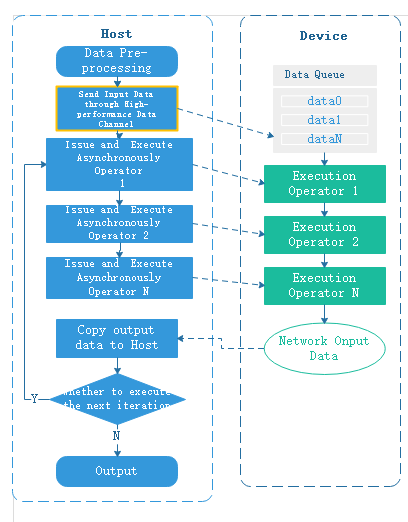 Host
Data Pre-
processing
Send Input Data
through High-
performance Data
Channel
Issue and Execute
Asynchronously
Operator
1
Issue and Execute
Asynchronously
Operator 2
Issue and Execute
Asynchronously
Operator N
Copy output
data to Host
whether to execute
the next iteration
Y
N
Output
Device
Data Queue
data0
data1
dataN
Execution
Operator 1
Execution
Operator 2
Execution
Operator N
Network Onput
Data